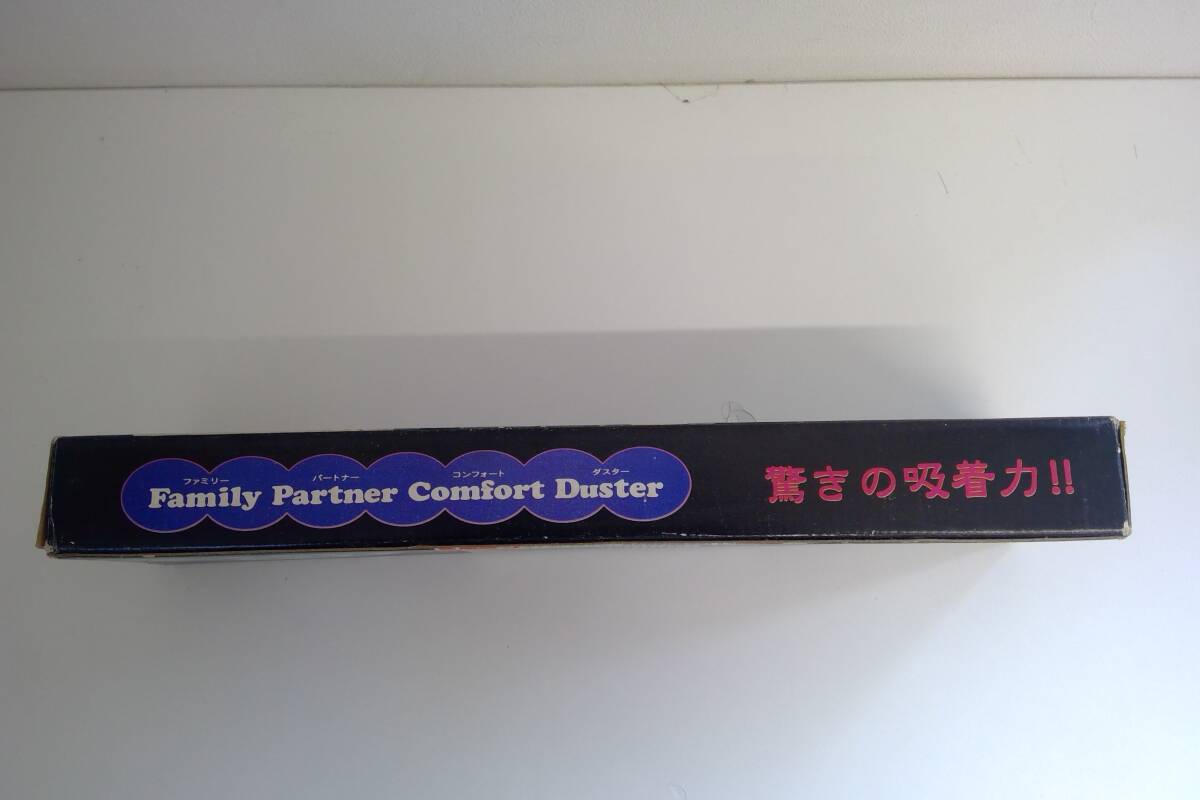 ファミリー パートナー コンフォート ダスター
Family Partner Comfort Duster
驚きの吸着力!!